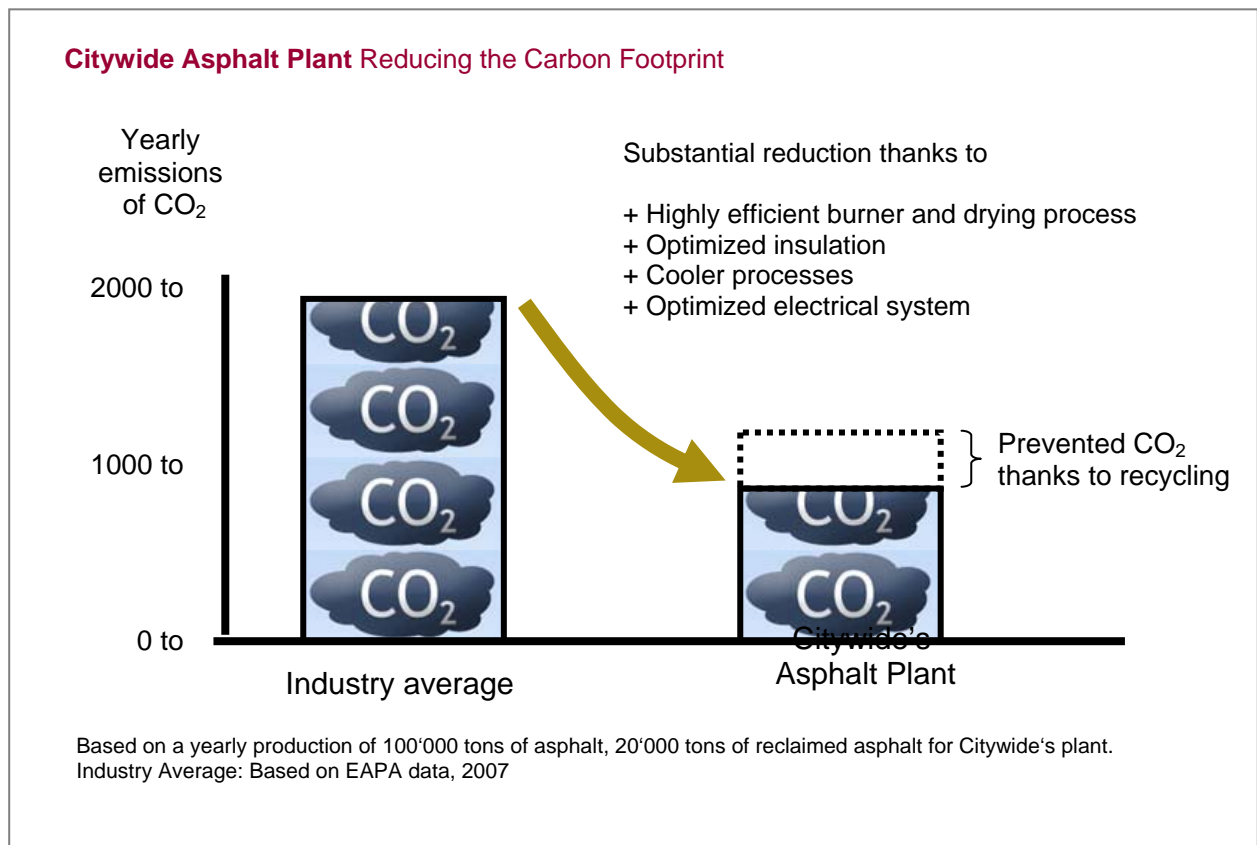 Citywide Asphalt Plant Reducing the Carbon Footprint
Yearly
emissions
of CO₂
Substantial reduction thanks to
+ Highly efficient burner and drying process
+ Optimized insulation
+ Cooler processes
+ Optimized electrical system
2000 to
1000 to
0 to
CO₂
CO₂
CO₂
CO₂
CO₂
CO₂
Prevented CO₂
thanks to recycling
Industry average
Citywide's
Asphalt Plant
Based on a yearly production of 100‘000 tons of asphalt, 20‘000 tons of reclaimed asphalt for Citywide‘s plant.
Industry Average: Based on EAPA data, 2007